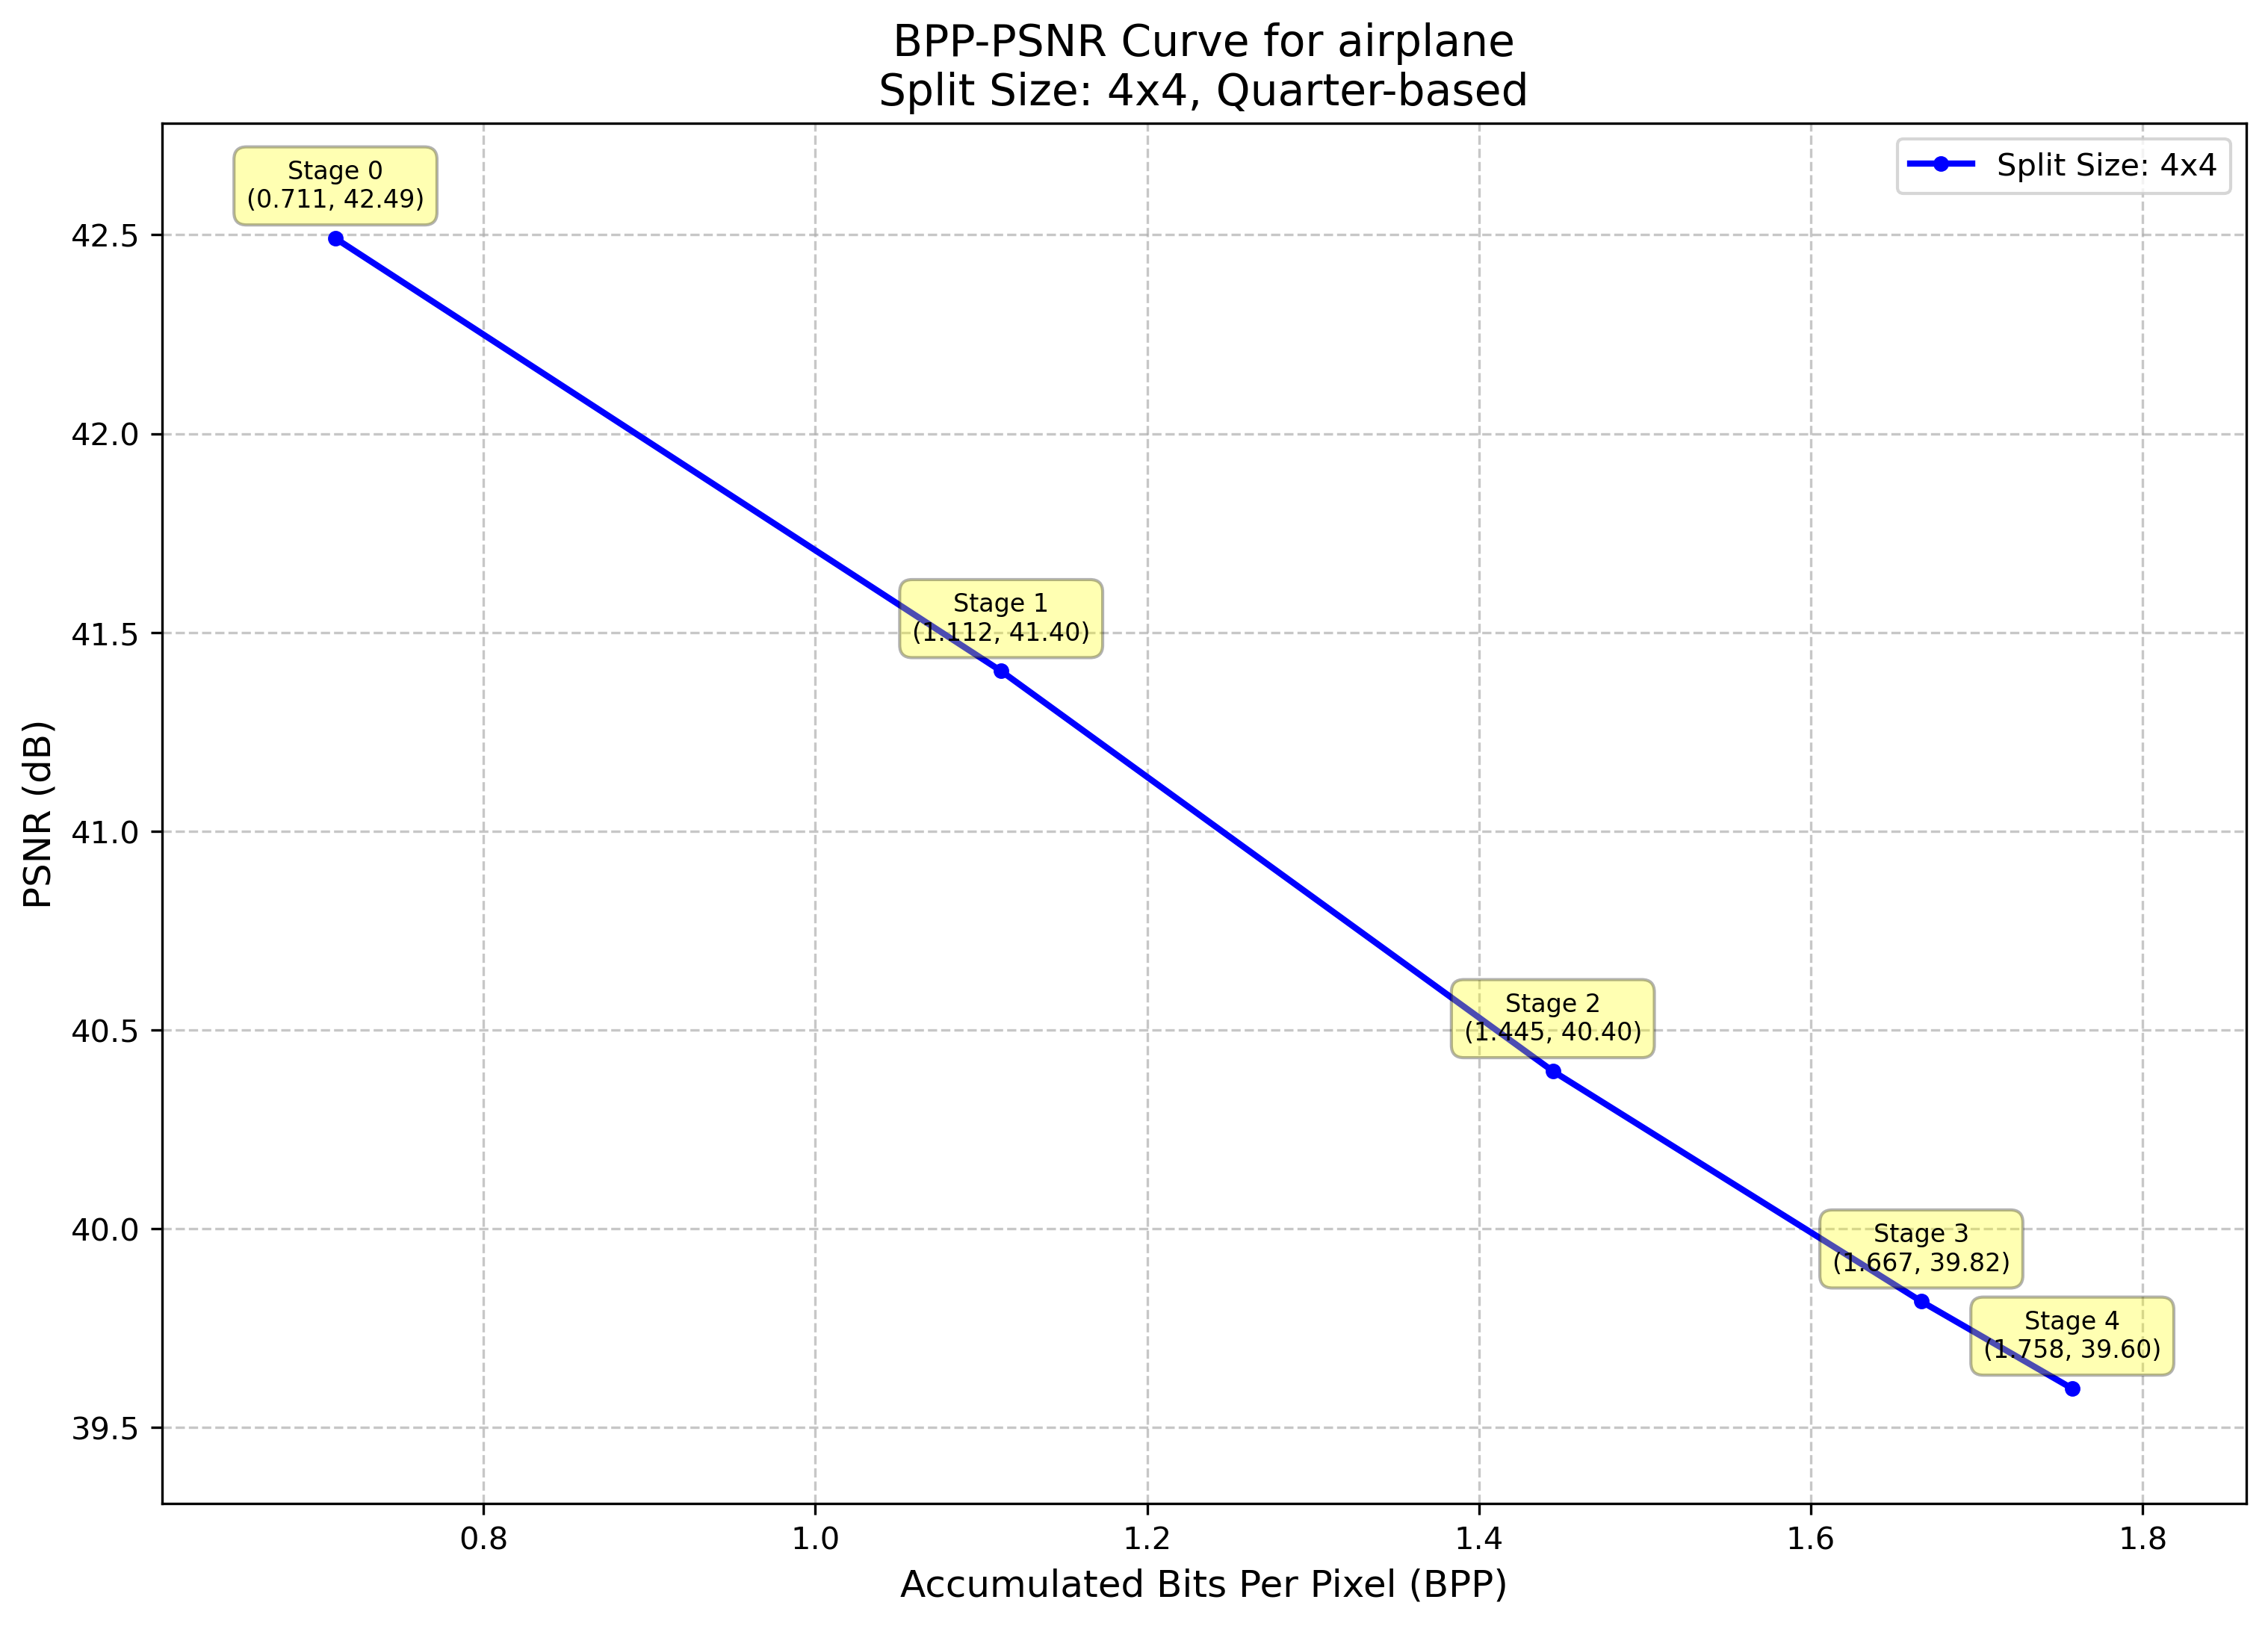 BPP-PSNR Curve for airplane
Split Size: 4x4, Quarter-based
Split Size: 4x4
Stage 0
(0.711, 42.49)
Stage 1
(1.112, 41.40)
Stage 2
(1.445, 40.40)
Stage 3
(1.667, 39.82)
Stage 4
(1.758, 39.60)
PSNR (dB)
42.5
42.0
41.5
41.0
40.5
40.0
39.5
0.8
1.0
1.2
1.4
1.6
1.8
Accumulated Bits Per Pixel (BPP)